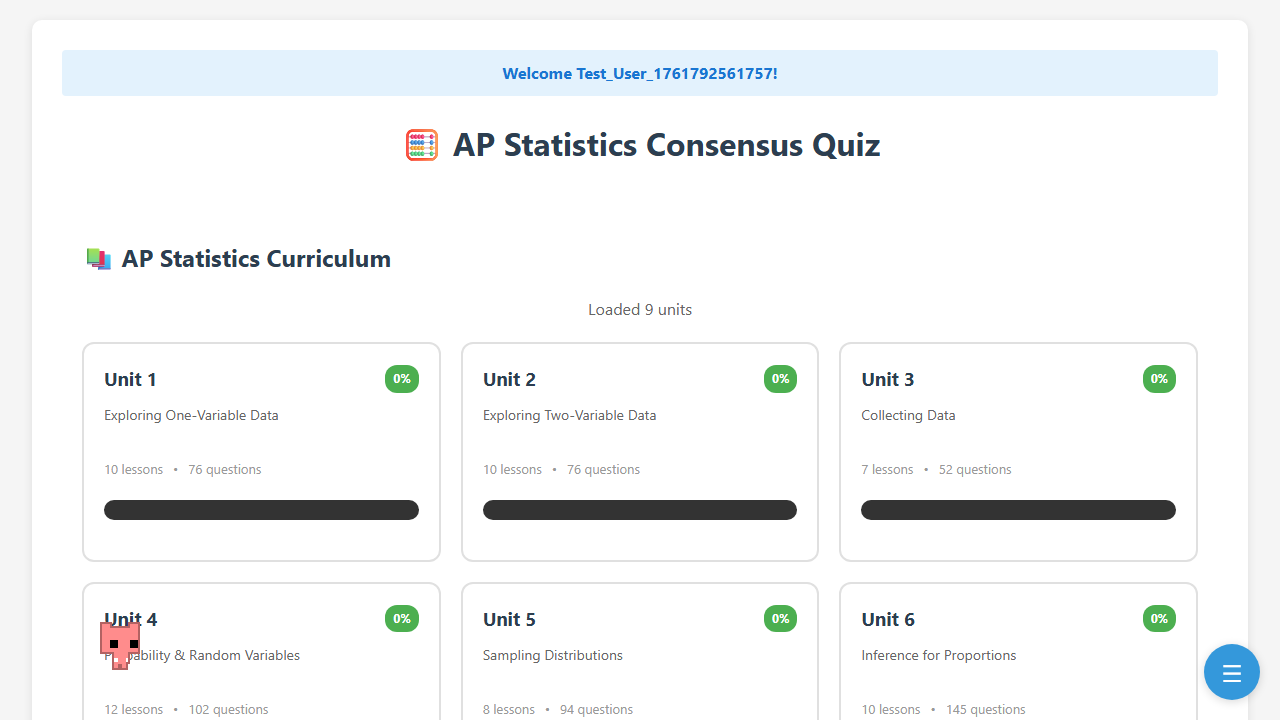 Welcome Test_User_1761792561757!
AP Statistics Consensus Quiz
AP Statistics Curriculum
Loaded 9 units
Unit 1
0%
Exploring One-Variable Data
10 lessons • 76 questions
Unit 2
0%
Exploring Two-Variable Data
10 lessons • 76 questions
Unit 3
0%
Collecting Data
7 lessons • 52 questions
Unit 4
0%
Probability & Random Variables
12 lessons • 102 questions
Unit 5
0%
Sampling Distributions
8 lessons • 94 questions
Unit 6
0%
Inference for Proportions
10 lessons • 145 questions